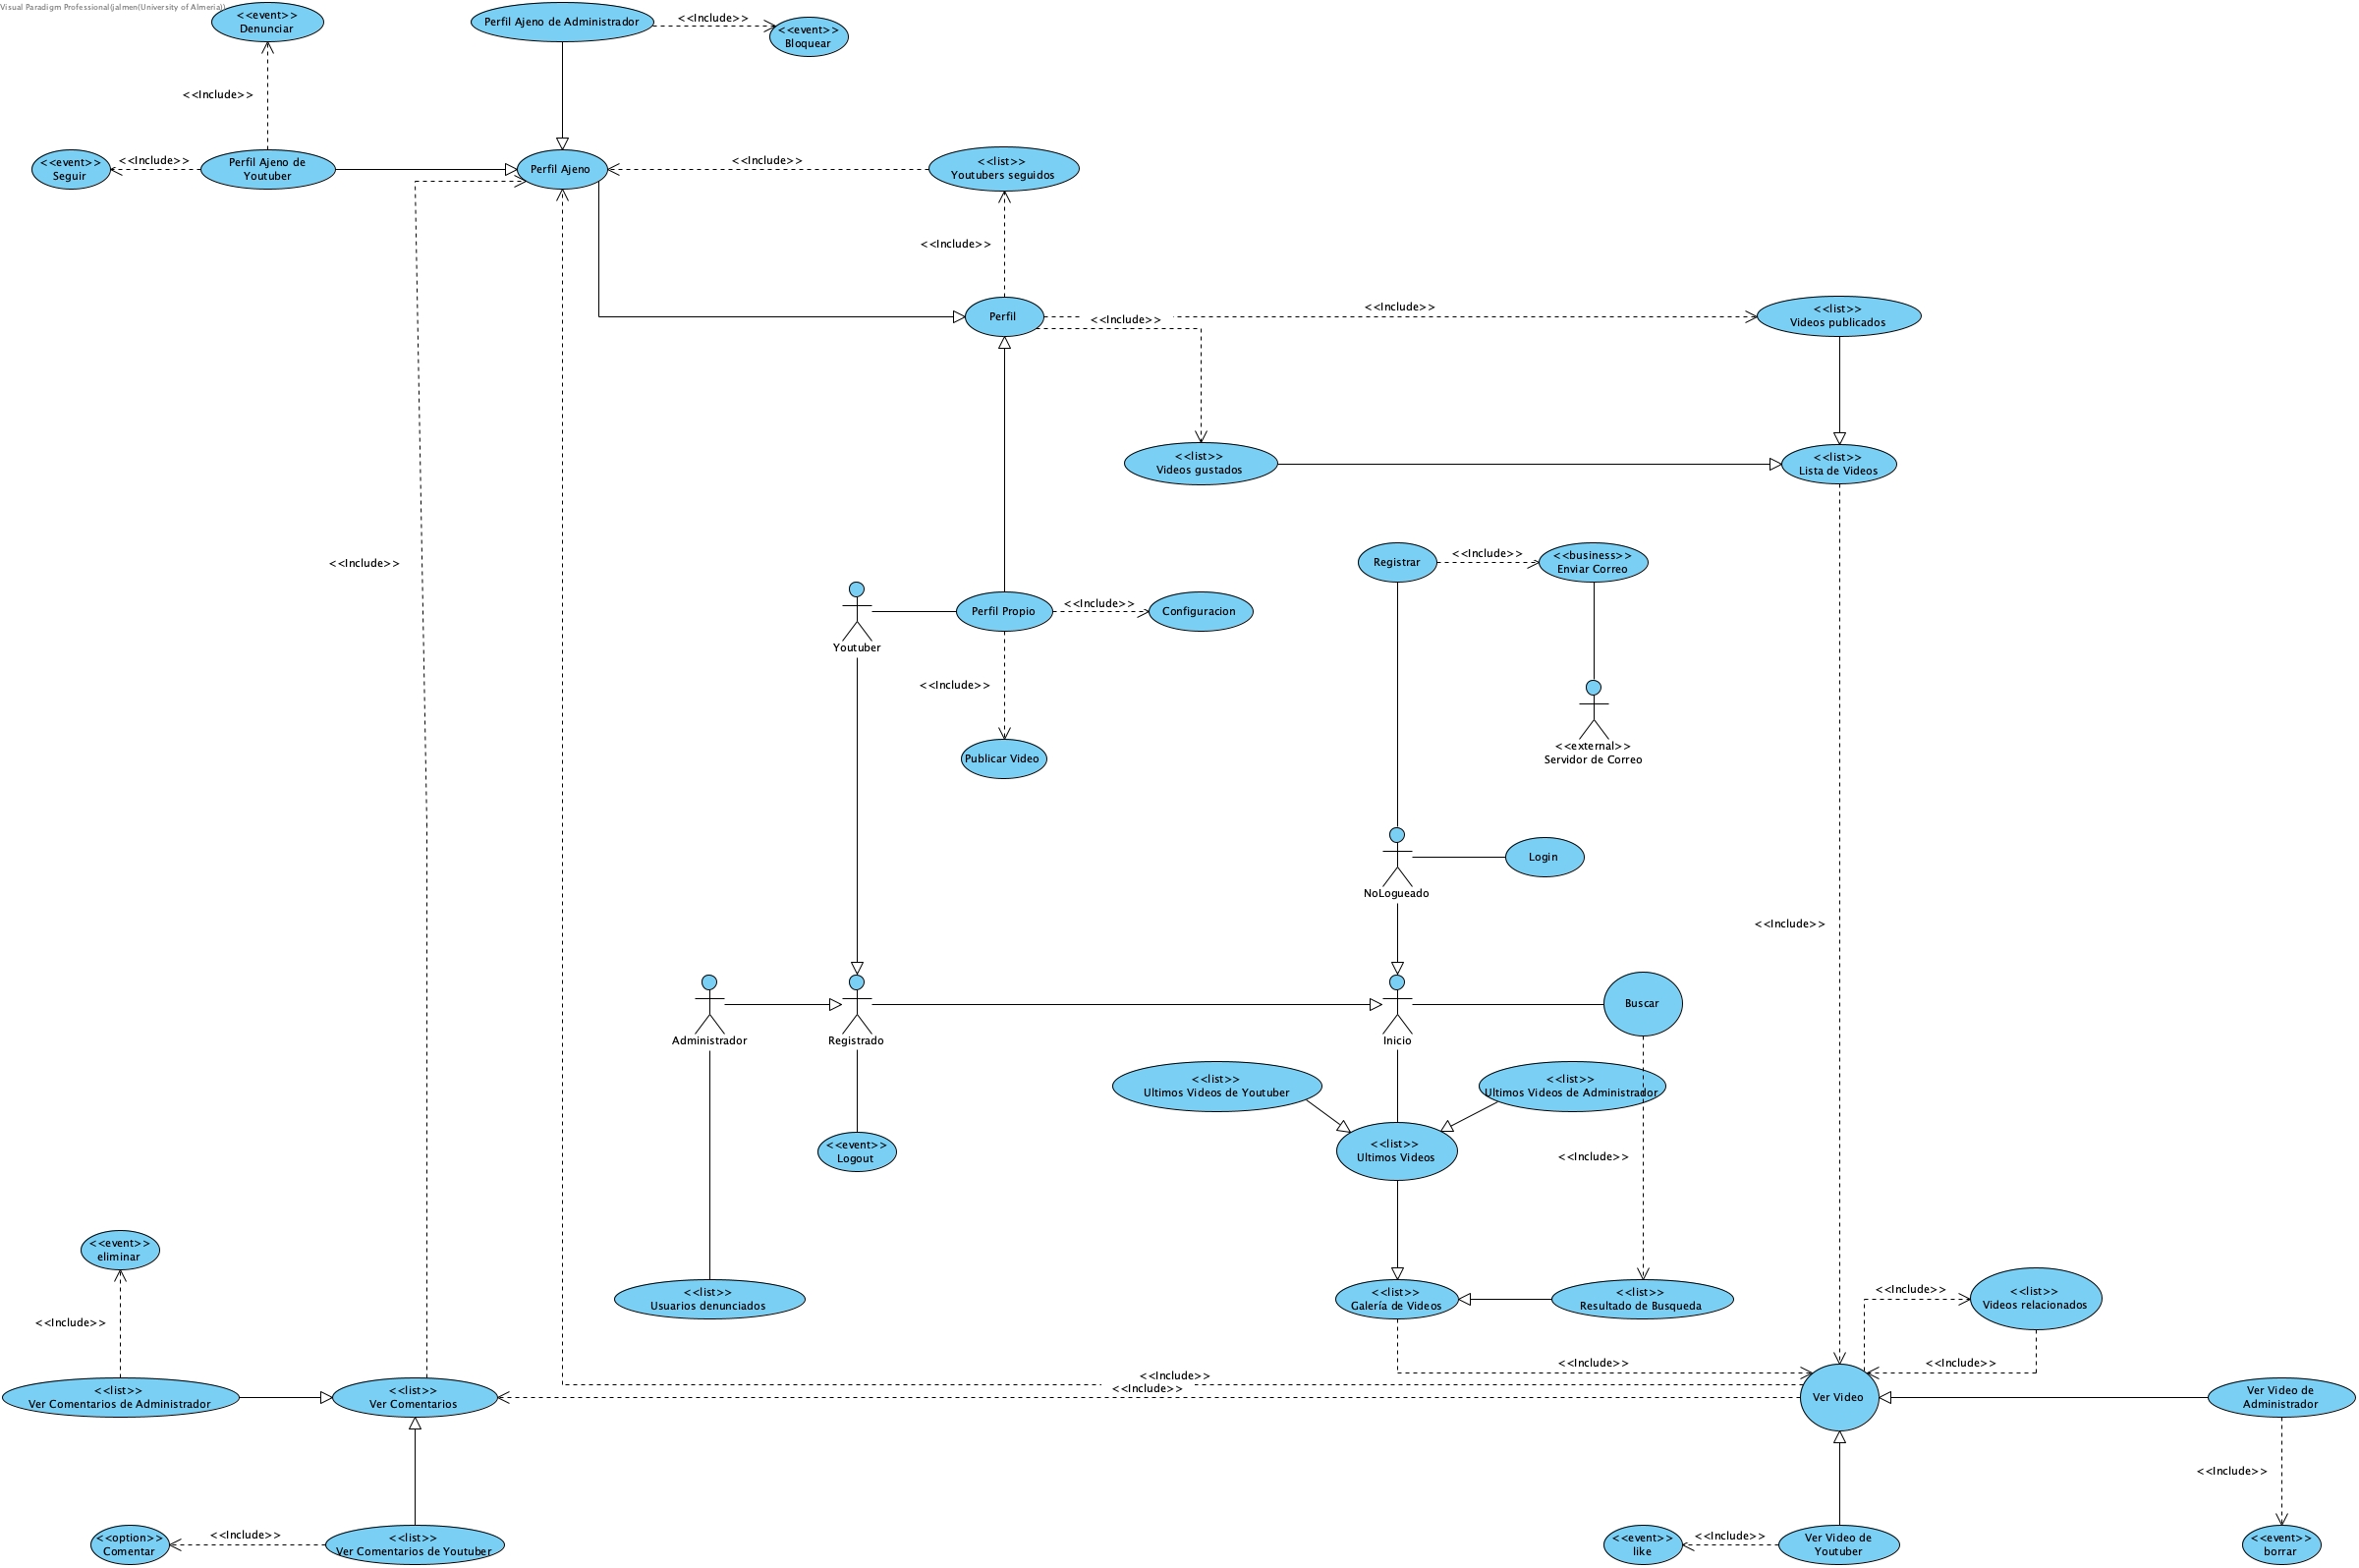 Visual Paradigm Professional(jalmen(University of Almeria))
<<event>>
Denunciar
Perfil Ajeno de Administrador
<<Include>>
<<event>>
Bloquear
<<Include>>
<<event>>
Seguir
<<Include>>
Perfil Ajeno de
Youtuber
Perfil Ajeno
<<Include>>
<<list>>
Youtubers seguidos
<<Include>>
Perfil
<<Include>>
<<Include>>
<<list>>
Videos publicados
<<list>>
Videos gustados
<<list>>
Lista de Videos
<<Include>>
Registrar
<<Include>>
<<business>>
Enviar Correo
Youtuber
Perfil Propio
<<Include>>
Configuracion
<<Include>>
Publicar Video
<<external>>
Servidor de Correo
NoLogueado
Login
<<Include>>
Administrador
Registrado
Inicio
Buscar
<<list>>
Ultimos Videos de Youtuber
<<list>>
Ultimos Videos de Administrador
<<event>>
Logout
<<list>>
Ultimos Videos
<<Include>>
<<event>>
eliminar
<<Include>>
<<list>>
Usuarios denunciados
<<list>>
Galería de Videos
<<list>>
Resultado de Busqueda
<<Include>>
<<list>>
Videos relacionados
<<Include>>
<<Include>>
<<Include>>
<<Include>>
<<list>>
Ver Comentarios de Administrador
<<list>>
Ver Comentarios
Ver Video
Ver Video de
Administrador
<<Include>>
<<option>>
Comentar
<<Include>>
<<list>>
Ver Comentarios de Youtuber
<<event>>
like
<<Include>>
Ver Video de
Youtuber
<<event>>
borrar